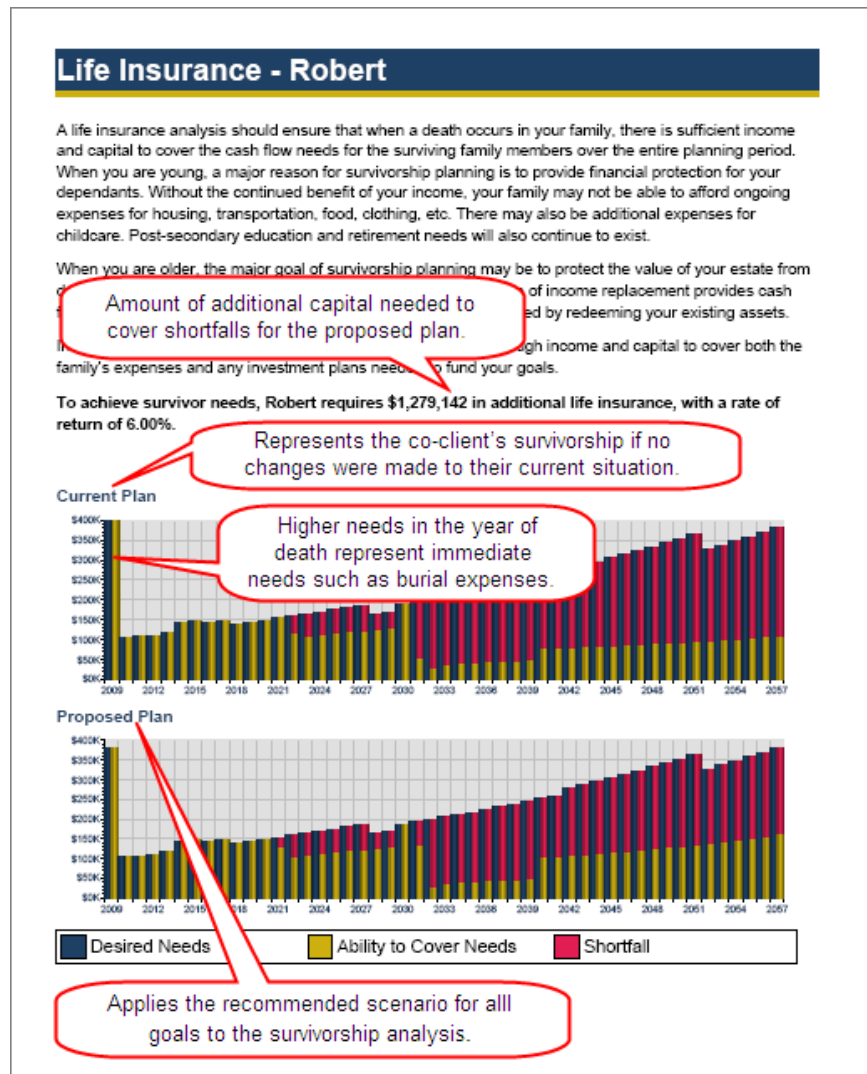 Life Insurance - Robert
A life insurance analysis should ensure that when a death occurs in your family, there is sufficient income
and capital to cover the cash flow needs for the surviving family members over the entire planning period.
When you are young, a major reason for survivorship planning is to provide financial protection for your
dependants. Without the continued benefit of your income, your family may not be able to afford ongoing
expenses for housing, transportation, food, clothing, etc. There may also be additional expenses for
childcare. Post-secondary education and retirement needs will also continue to exist.
When you are older, the major goal of survivorship planning may be to protect the value of your estate from
of income replacement provides cash
Amount of additional capital needed to
cover shortfalls for the proposed plan.
by redeeming your existing assets.
income and capital to cover both the
family's expenses and any investment plans fund your goals.
To achieve survivor needs, Robert requires $1,279,142 in additional life insurance, with a rate of
return of 6.00%.
Represents the co-client's survivorship if no
changes were made to their current situation.
Current Plan
Higher needs in the year of
death represent immediate
needs such as burial expenses.
$400K
$350K
$300K
$250K
$200K
$150K
$100K
$50K
$0K
2009 2012 2015 2018 2021 2024 2027 2030 2033 2036 2039 2042 2045 2048 2051 2054 2057
Proposed Plan
$400K
$350K
$300K
$250K
$200K
$150K
$100K
$50K
$0K
2009 2012 2015 2018 2021 2024 2027 2030 2033 2036 2039 2042 2045 2048 2051 2054 2057
Desired Needs Ability to Cover Needs Shortfall
Applies the recommended scenario for alll
goals to the survivorship analysis.